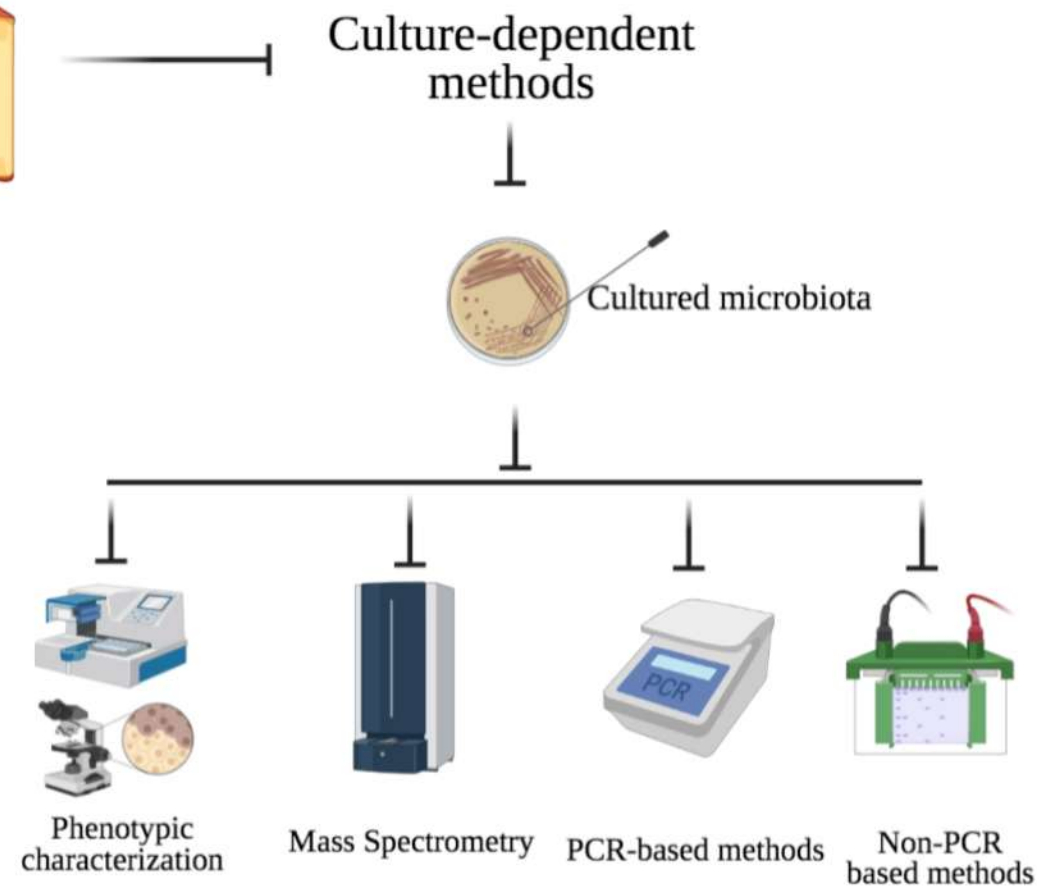 Culture-dependent
methods
Cultured microbiota
PCR
Phenotypic
characterization
Mass Spectrometry
PCR-based methods
Non-PCR
based methods